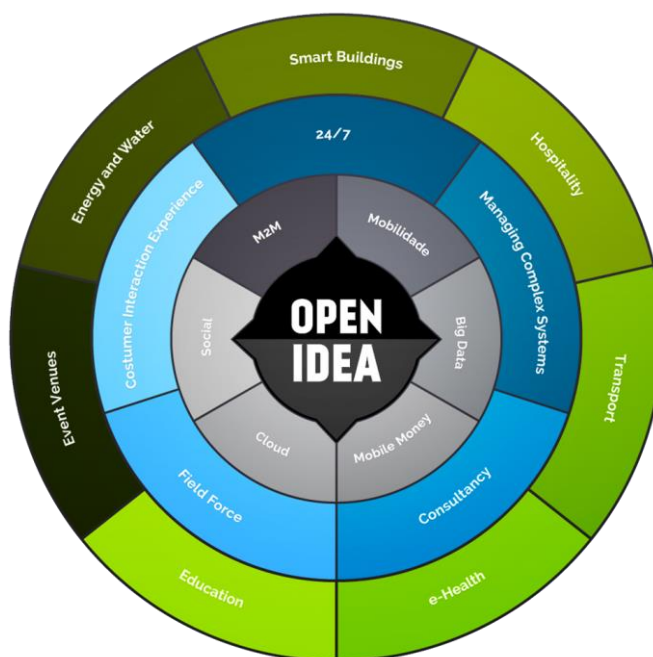 Smart Buildings
Hospitality
Transport
e-Health
Education
Event Venues
Energy and Water
24/7
Managing Complex Systems
Consultancy
Field Force
Costumer Interaction Experience
M2M
Mobilidade
Big Data
Mobile Money
Cloud
Social
OPEN
IDEA